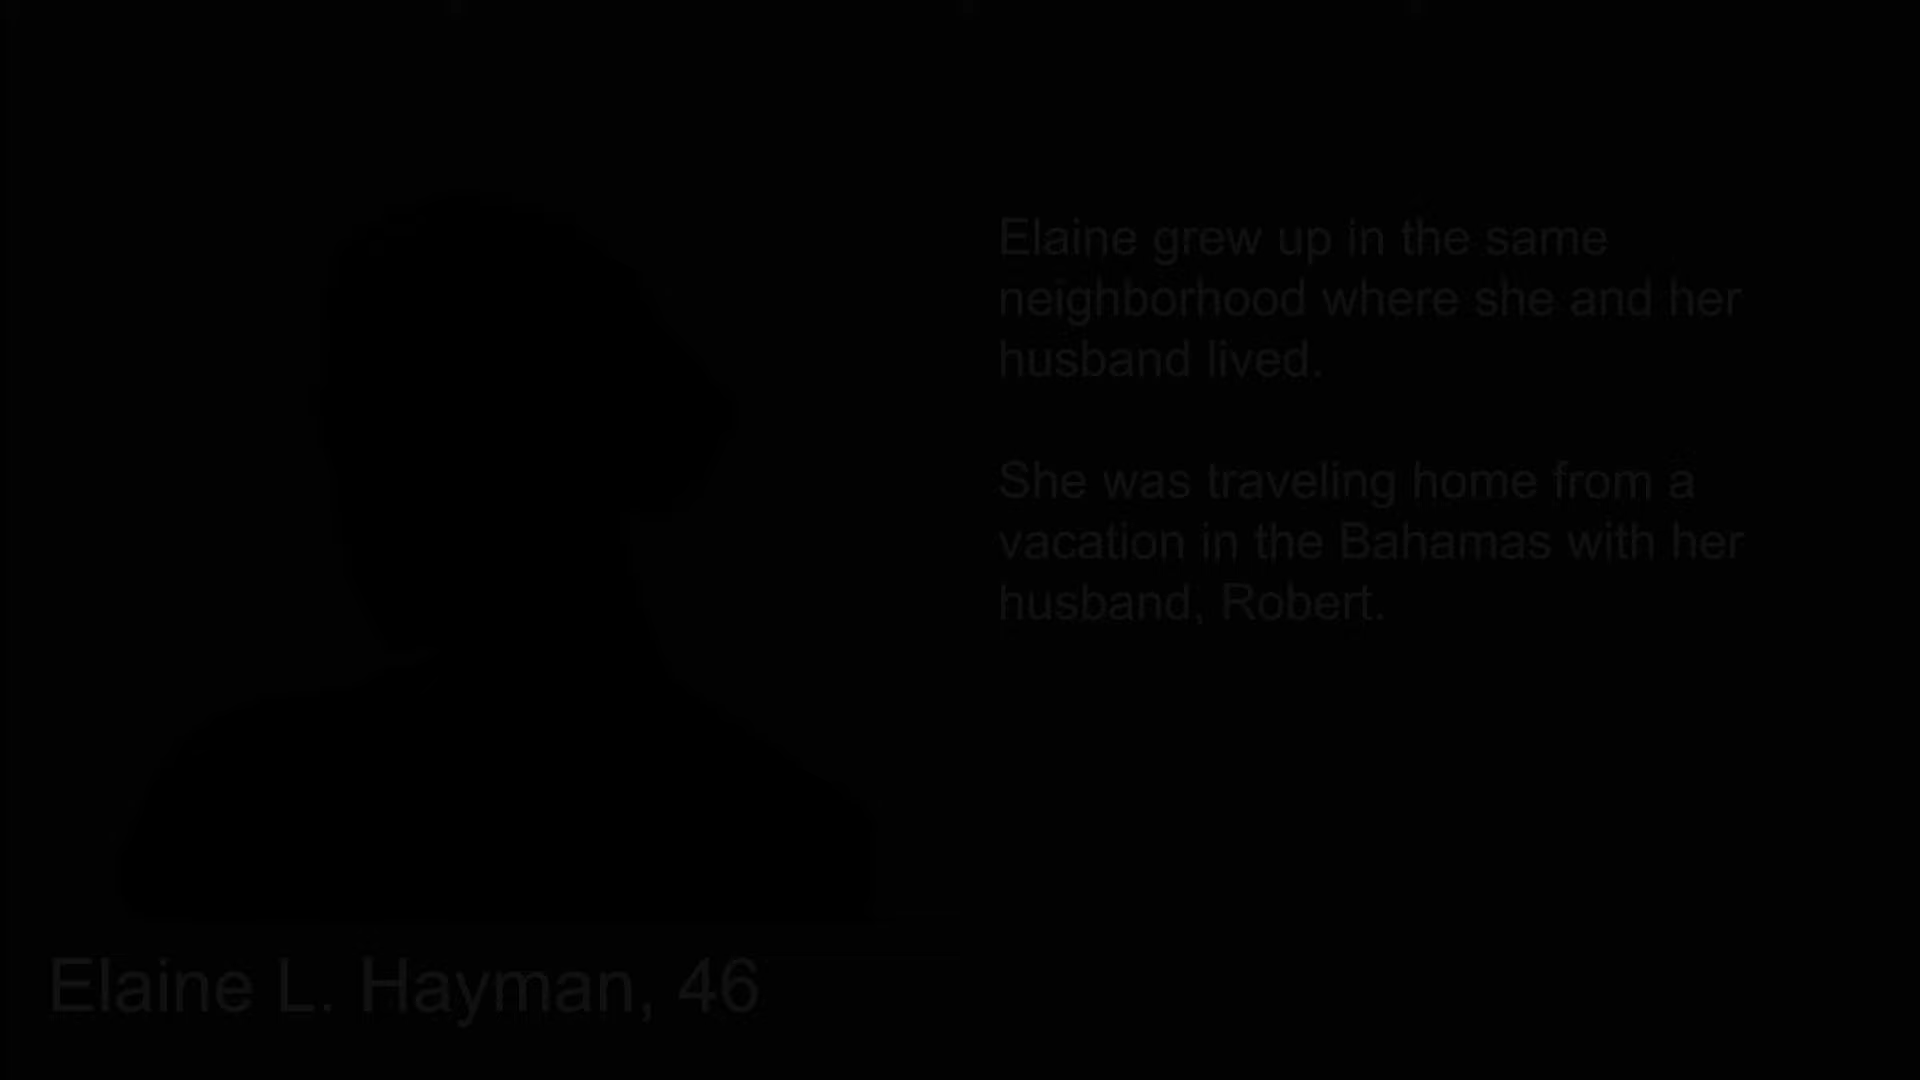 Elaine grew up in the same
neighborhood where she and her
husband lived.
She was traveling home from a
vacation in the Bahamas with her
husband, Robert.
Elaine L. Hayman, 46